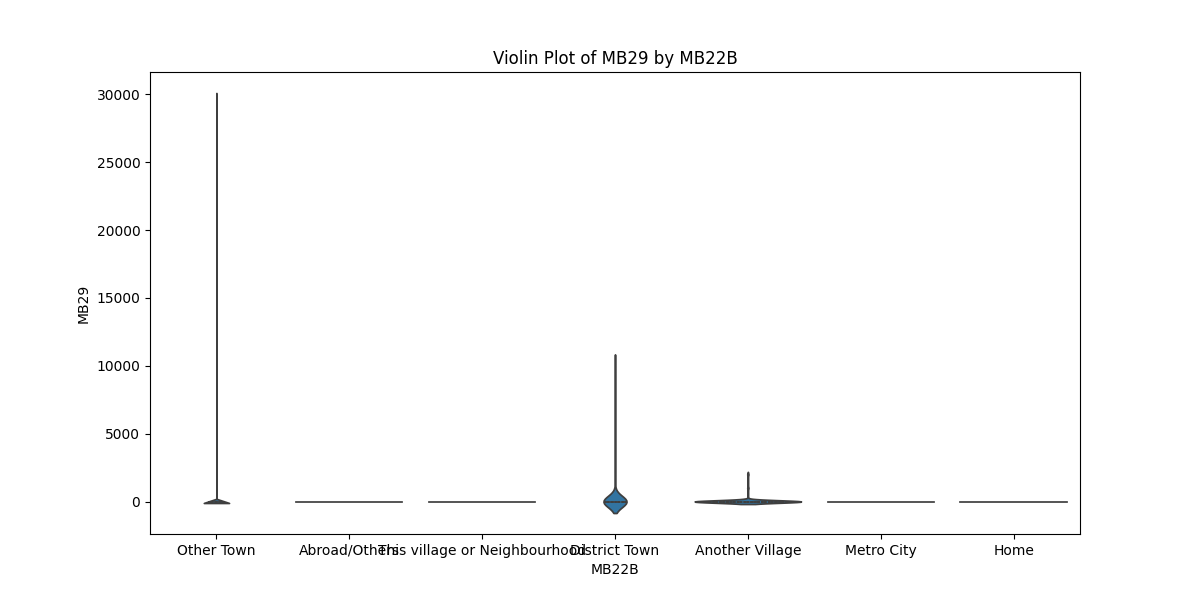 Violin Plot of MB29 by MB22B
30000
25000
20000
15000
10000
5000
0
MB29
Other Town
Abroad/Others
This village or Neighbourhood
District Town
Another Village
Metro City
Home
MB22B